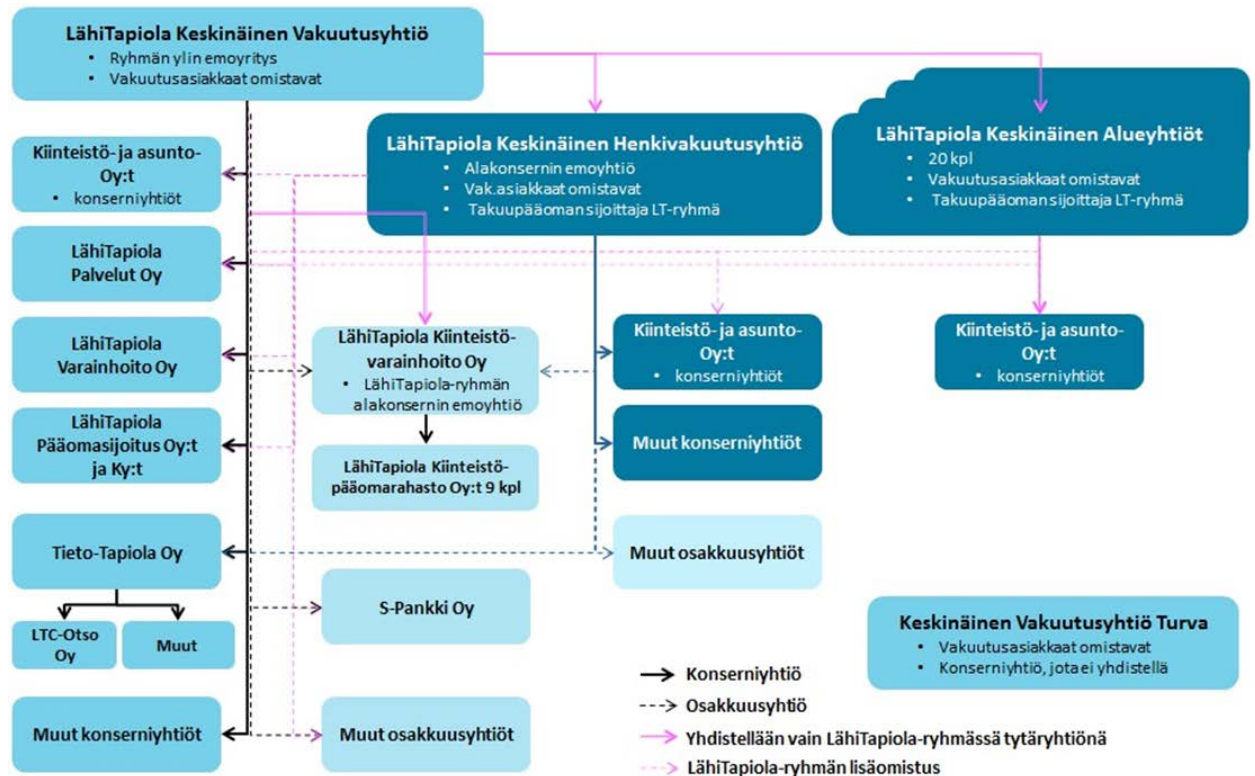 LähiTapiola Keskinäinen Vakuutusyhtiö
• Ryhmän ylin emoyritys
• Vakuutusasiakkaat omistavat
LähiTapiola Keskinäinen Henkivakuutusyhtiö
• Alakonsernin emoyhtiö
• Vak.asiakkaat omistavat
• Takuupääoman sijoittaja LT-ryhmä
LähiTapiola Keskinäinen Alueyhtiöt
• 20 kpl
• Vakuutusasiakkaat omistavat
• Takuupääoman sijoittaja LT-ryhmä
Kiinteistö- ja asunto-
Oy:t
• konserniyhtiöt
LähiTapiola
Palvelut Oy
LähiTapiola
Varainhoito Oy
LähiTapiola
Pääomasijoitus Oy:t
ja Ky:t
Tieto-Tapiola Oy
LTC-Otso
Oy
Muut
Muut konserniyhtiöt
LähiTapiola Kiinteistö-
varainhoito Oy
• LähiTapiola-ryhmän
alakonsernin emoyhtiö
LähiTapiola Kiinteistö-
pääomarahasto Oy:t 9 kpl
S-Pankki Oy
Muut osakkuusyhtiöt
Kiinteistö- ja asunto-
Oy:t
• konserniyhtiöt
Muut konserniyhtiöt
Muut osakkuusyhtiöt
Kiinteistö- ja asunto-
Oy:t
• konserniyhtiöt
Keskinäinen Vakuutusyhtiö Turva
• Vakuutusasiakkaat omistavat
• Konserniyhtiö, jota ei yhdistellä
Konserniyhtiö
Osakkuusyhtiö
Yhdistellään vain LähiTapiola-ryhmässä tytäryhtiönä
LähiTapiola-ryhmän lisäomistus